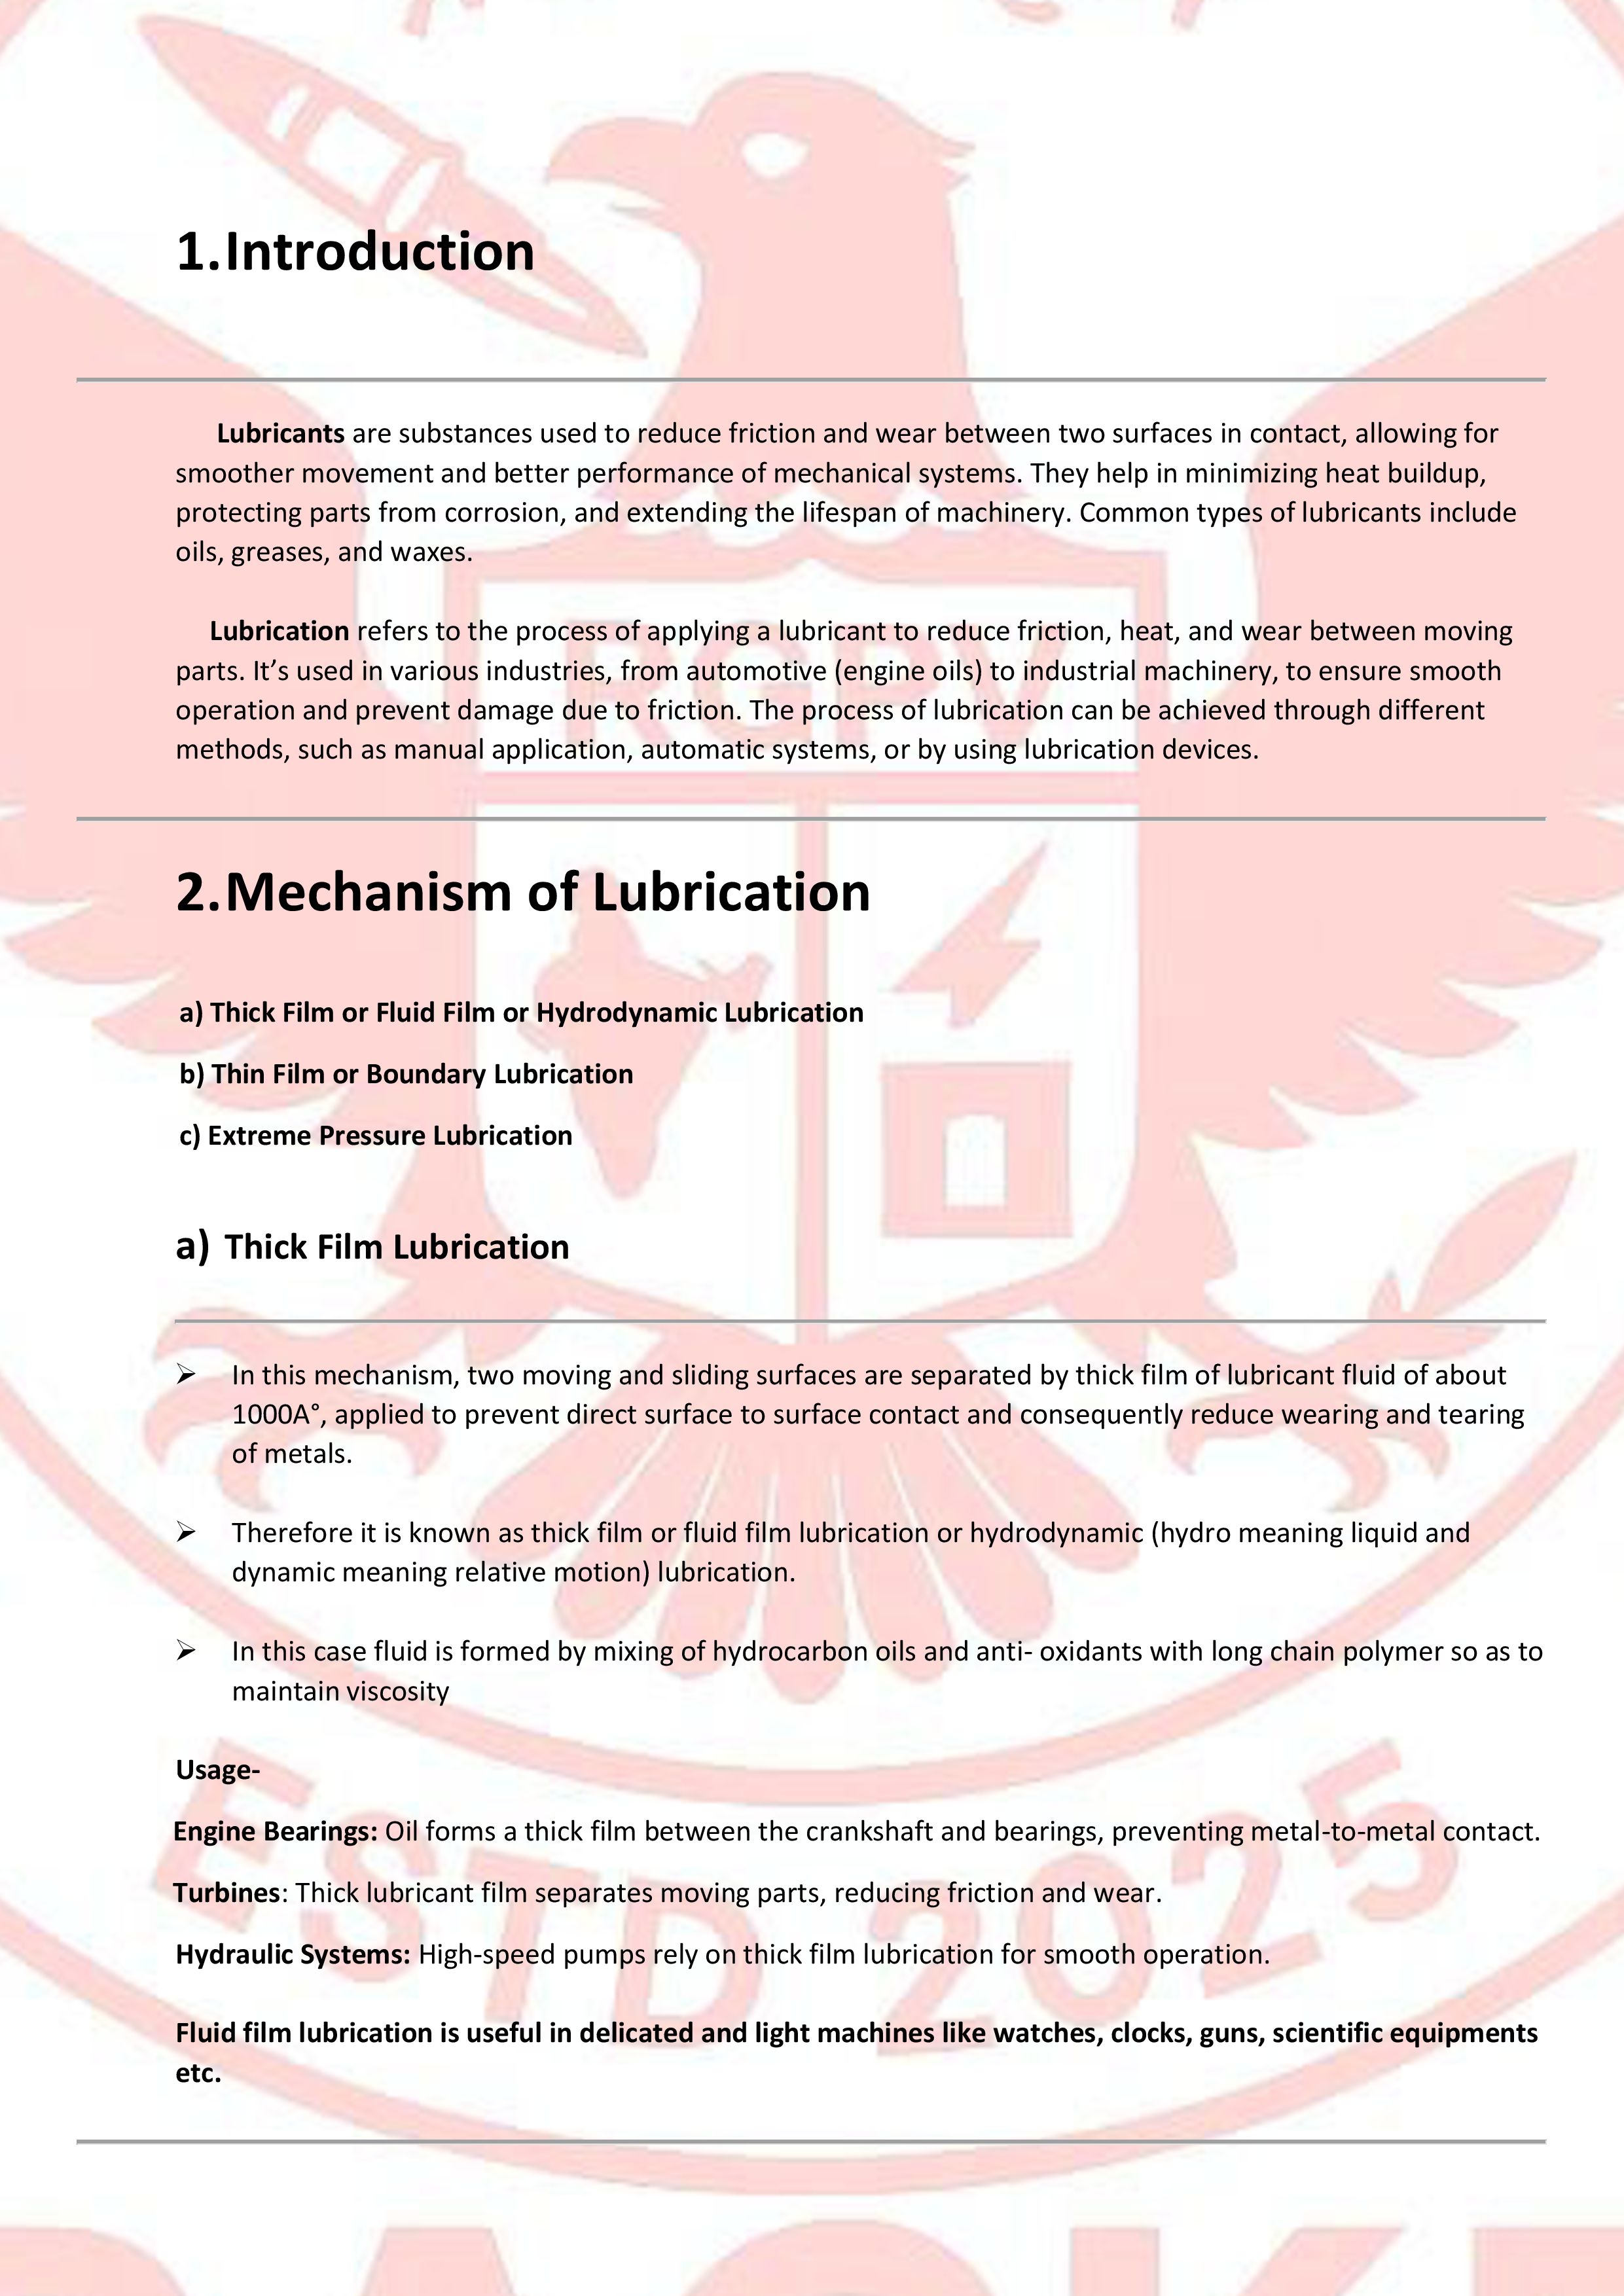 1.Introduction
Lubricants are substances used to reduce friction and wear between two surfaces in contact, allowing for
smoother movement and better performance of mechanical systems. They help in minimizing heat buildup,
protecting parts from corrosion, and extending the lifespan of machinery. Common types of lubricants include
oils, greases, and waxes.
Lubrication refers to the process of applying a lubricant to reduce friction, heat, and wear between moving
parts. It’s used in various industries, from automotive (engine oils) to industrial machinery, to ensure smooth
operation and prevent damage due to friction. The process of lubrication can be achieved through different
methods, such as manual application, automatic systems, or by using lubrication devices.
RGPV
2.Mechanism of Lubrication
a) Thick Film or Fluid Film or Hydrodynamic Lubrication
b) Thin Film or Boundary Lubrication
c) Extreme Pressure Lubrication
a) Thick Film Lubrication
➢ In this mechanism, two moving and sliding surfaces are separated by thick film of lubricant fluid of about
1000A°, applied to prevent direct surface to surface contact and consequently reduce wearing and tearing
of metals.
➢ Therefore it is known as thick film or fluid film lubrication or hydrodynamic (hydro meaning liquid and
dynamic meaning relative motion) lubrication.
➢ In this case fluid is formed by mixing of hydrocarbon oils and anti- oxidants with long chain polymer so as to
maintain viscosity
Usage-
Engine Bearings: Oil forms a thick film between the crankshaft and bearings, preventing metal-to-metal contact.
Turbines: Thick lubricant film separates moving parts, reducing friction and wear.
Hydraulic Systems: High-speed pumps rely on thick film lubrication for smooth operation.
ESTD 2025
Fluid film lubrication is useful in delicated and light machines like watches, clocks, guns, scientific equipments
etc.